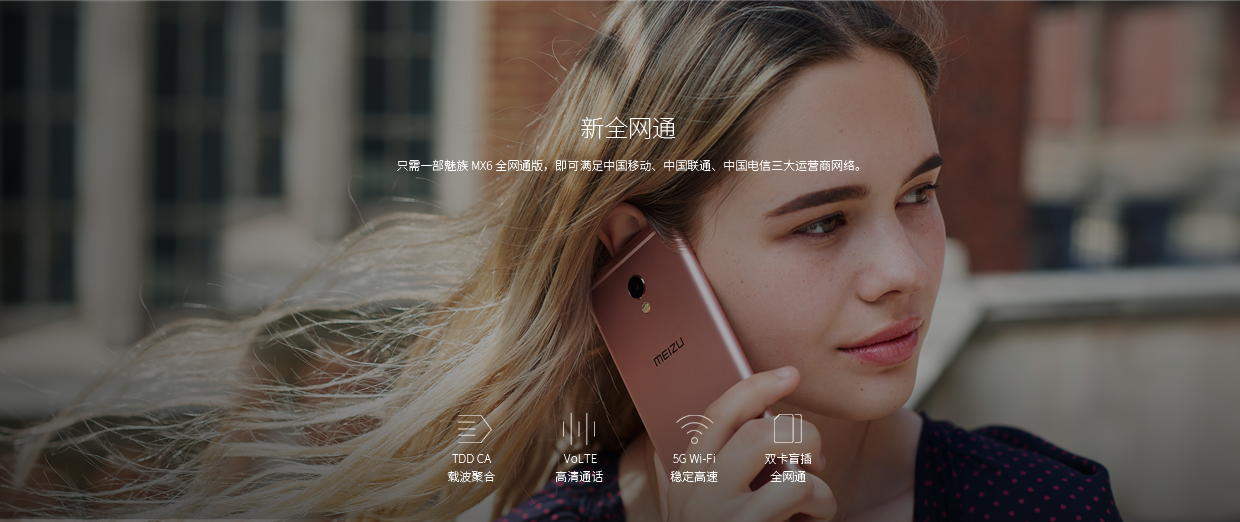 新全网通
只需一部魅族 MX6 全网通版，即可满足中国移动、中国联通、中国电信三大运营商网络。
MEIZU
TDD CA
载波聚合
VoLTE
高清通话
5G Wi-Fi
稳定高速
双卡盲插
全网通